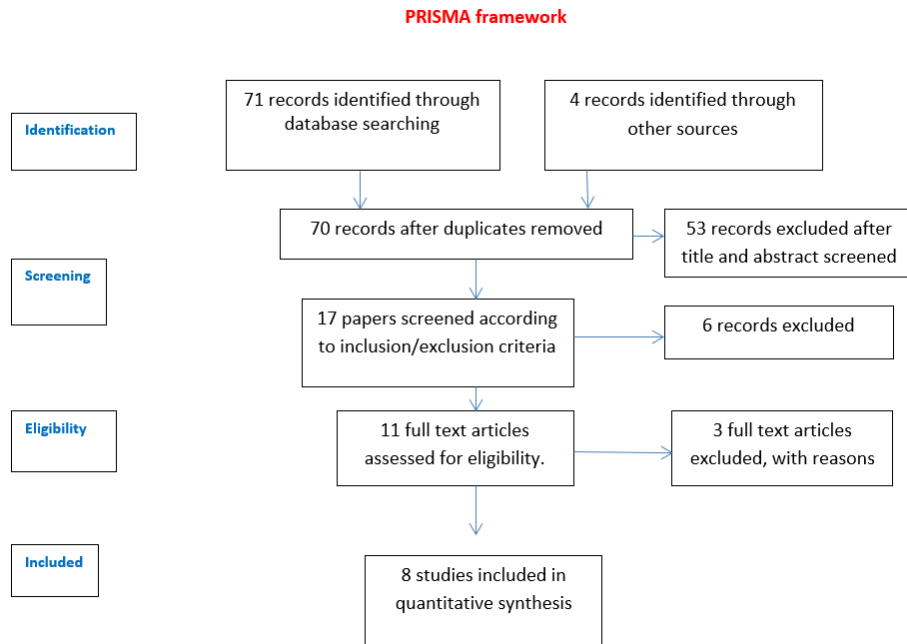 PRISMA framework
71 records identified through
database searching
4 records identified through
other sources
Identification
70 records after duplicates removed
53 records excluded after
title and abstract screened
Screening
17 papers screened according
to inclusion/exclusion criteria
6 records excluded
Eligibility
11 full text articles
assessed for eligibility.
3 full text articles
excluded, with reasons
Included
8 studies included in
quantitative synthesis